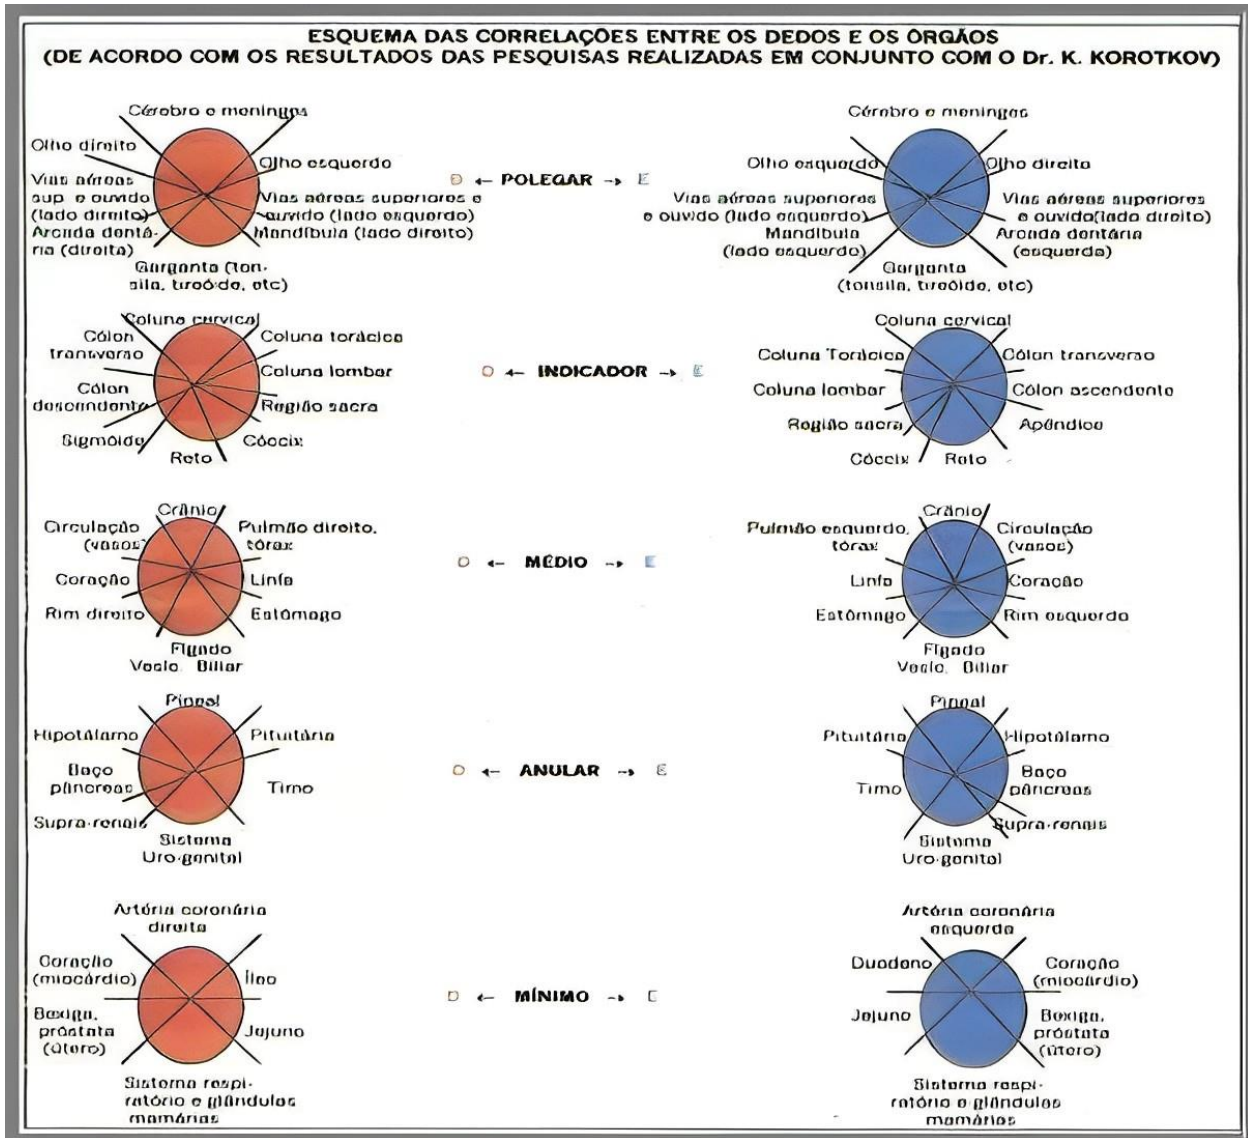 ESQUEMA DAS CORRELAÇÕES ENTRE OS DEDOS E OS ÓRGÃOS
(DE ACORDO COM OS RESULTADOS DAS PESQUISAS REALIZADAS EM CONJUNTO COM O Dr. K. KOROTKOV)
Cérebro e meninges
Olho direito
Olho esquerdo
Vias aéreas
sup. e ouvido
(lado direito)
Vias aéreas superiores e
ouvido (lado esquerdo)
Arcada dentá-
ria (direita)
Mandíbula (lado direito)
Garganta (ton-
sila, tireóide, etc)
D ← POLEGAR → E
Cérebro e meninges
Olho esquerdo
Olho direito
Vias aéreas superiores
e ouvido (lado esquerdo)
Vias aéreas superiores
e ouvido(lado direito)
Mandíbula
(lado esquerdo)
Arcada dentária
(esquerda)
Garganta
(tonsila, tireóide, etc)
Coluna cervical
Cólon
transverso
Coluna torácica
Coluna lombar
Cólon
descendente
Região sacra
Sigmóide
Cóccix
Reto
D ← INDICADOR → E
Coluna cervical
Coluna Torácica
Cólon transverso
Coluna lombar
Cólon ascendente
Região sacra
Apêndice
Cóccix
Reto
Crânio
Circulação
(vasos)
Pulmão direito,
tórax
Coração
Linfa
Rim direito
Estômago
Fígado
Vesíc. Biliar
D ← MÉDIO → E
Crânio
Pulmão esquerdo,
tórax
Circulação
(vasos)
Linfa
Coração
Estômago
Rim esquerdo
Fígado
Vesíc. Biliar
Pineal
Hipotálamo
Pituitária
Baço
pâncreas
Timo
Supra-renais
Sistema
Uro-genital
D ← ANULAR → E
Pineal
Pituitária
Hipotálamo
Timo
Baço
pâncreas
Supra-renais
Sistema
Uro-genital
Artéria coronária
direita
Coração
(miocárdio)
Íleo
Bexiga,
próstata
(útero)
Jejuno
Sistema respi-
ratório e glândulas
mamárias
D ← MÍNIMO → E
Artéria coronária
esquerda
Duodeno
Coração
(miocárdio)
Jejuno
Bexiga,
próstata
(útero)
Sistema respi-
ratório e glândulas
mamárias